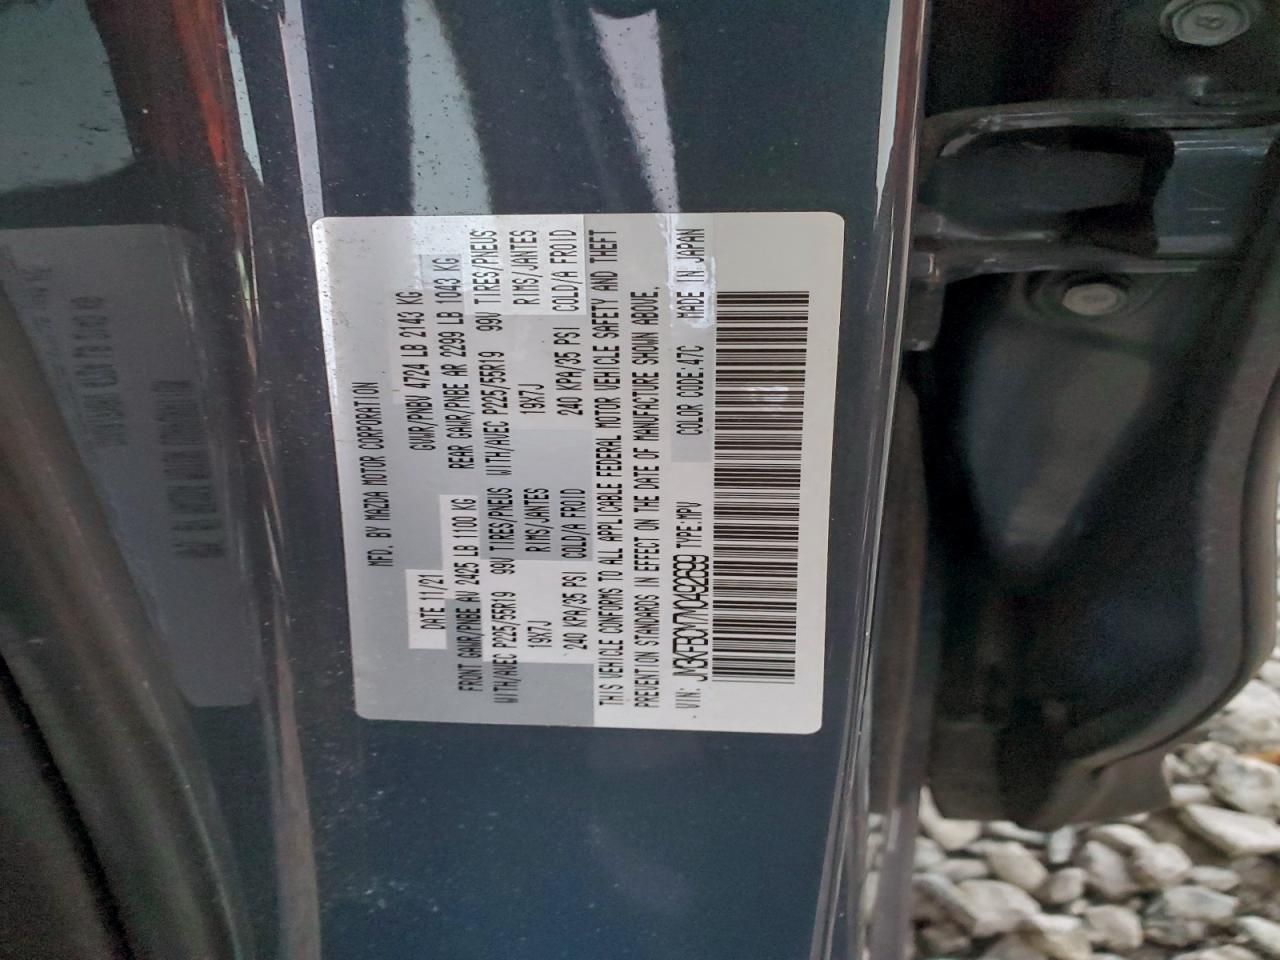 MFD. BY MAZDA MOTOR CORPORATION
DATE 11/21 GVWR/PNBV 4724 LB 2143 KG
FRONT GAWR/PNBE AV 2425 LB 1100 KG REAR GAWR/PNBE AR 2299 LB 1043 KG
WITH/AVEC P225/55R19 99V TIRES/PNEUS WITH/AVEC P225/55R19 99V TIRES/PNEUS
19X7J RIMS/JANTES 19X7J RIMS/JANTES
240 KPA/35 PSI COLD/A FROID 240 KPA/35 PSI COLD/A FROID
THIS VEHICLE CONFORMS TO ALL APPLICABLE FEDERAL MOTOR VEHICLE SAFETY AND THEFT
PREVENTION STANDARDS IN EFFECT ON THE DATE OF MANUFACTURE SHOWN ABOVE.
VIN: JM3KFBDM7N0492699 TYPE:MPV COLOR CODE:47C MADE IN JAPAN